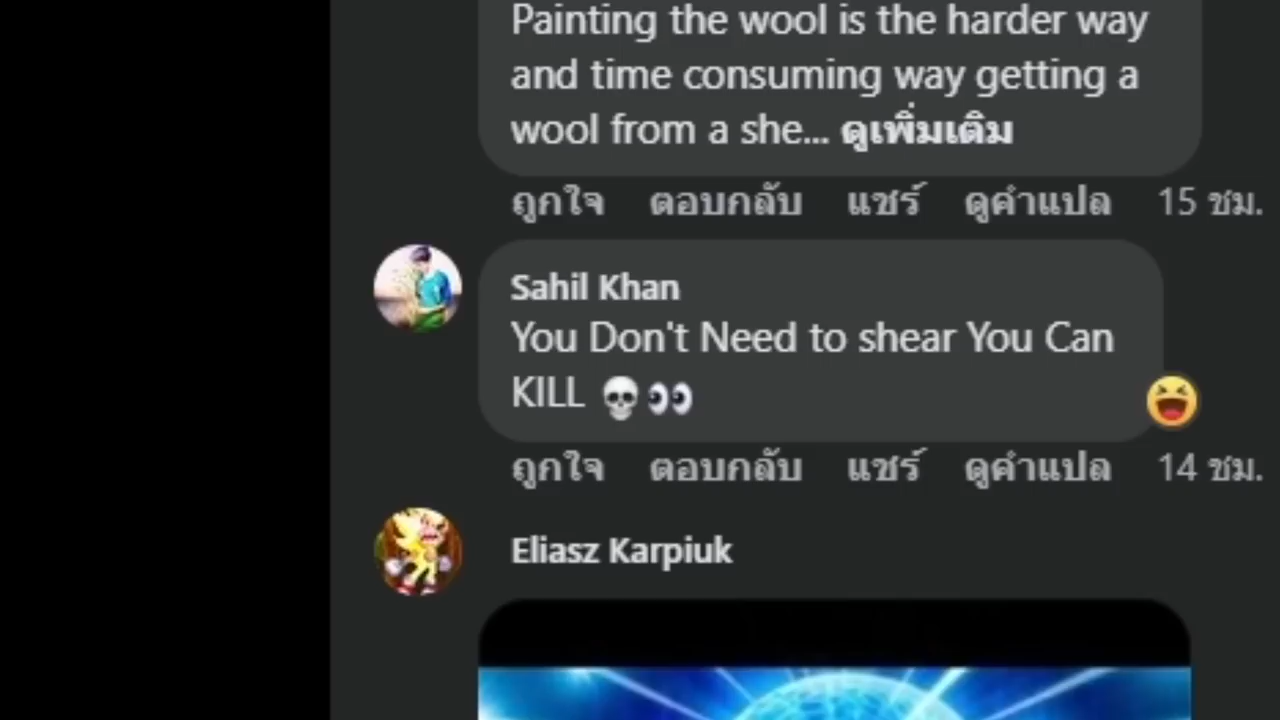 Painting the wool is the harder way
and time consuming way getting a
wool from a she... ดูเพิ่มเติม
ถูกใจ ตอบกลับ แชร์ ดูคำแปล 15 ชม.
Sahil Khan
You Don't Need to shear You Can
KILL 💀👀
ถูกใจ ตอบกลับ แชร์ ดูคำแปล 14 ชม.
Eliasz Karpiuk